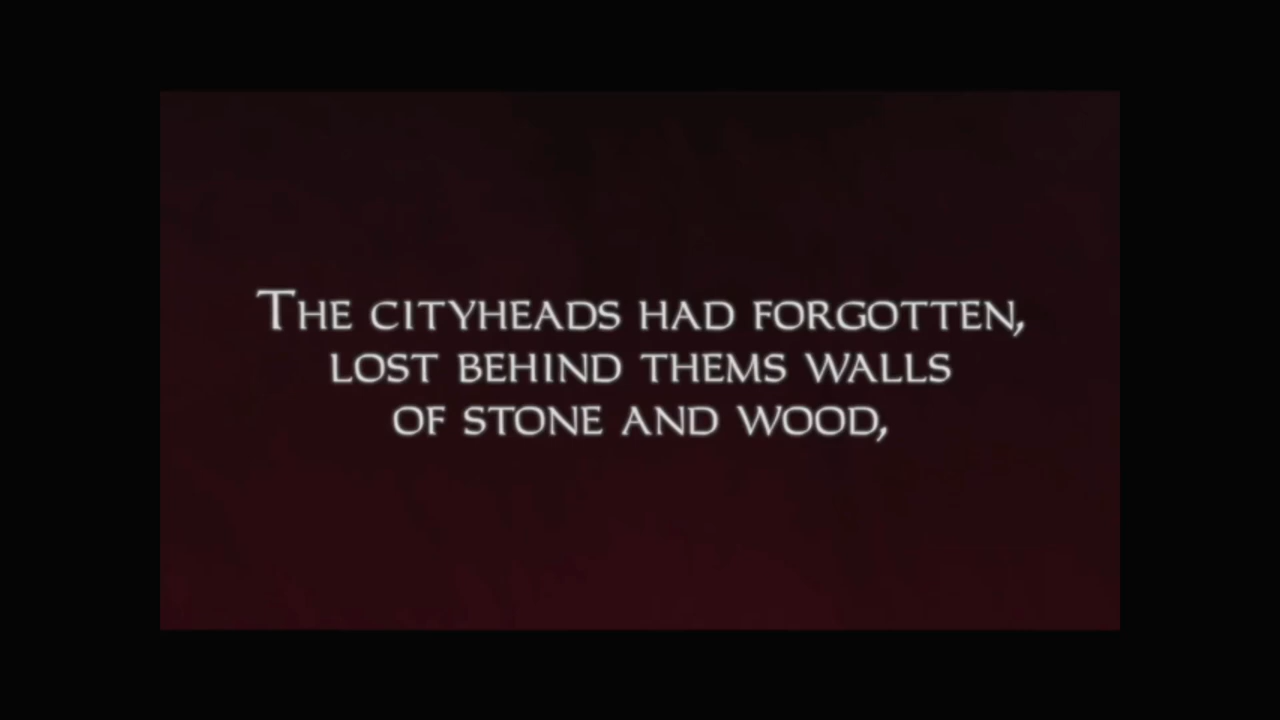 The cityheads had forgotten,
lost behind thems walls
of stone and wood,